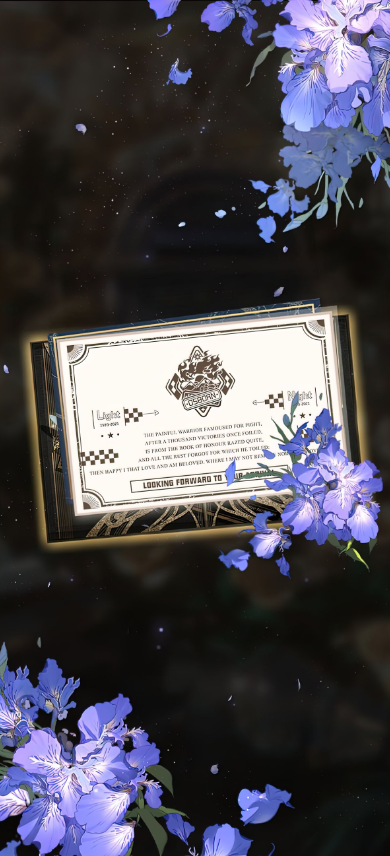 REBORN
Light
Night
THE PAINFUL WARRIOR FAMOUSED FOR FIGHT,
AFTER A THOUSAND VICTORIES ONCE FOILED,
IS FROM THE BOOK OF HONOUR RAZED QUITE,
AND ALL THE REST FORGOT FOR WHICH HE TOILED:
THEN HAPPY I THAT LOVE AND AM BELOVED, WHERE I MAY NOT
LOOKING FORWARD TO